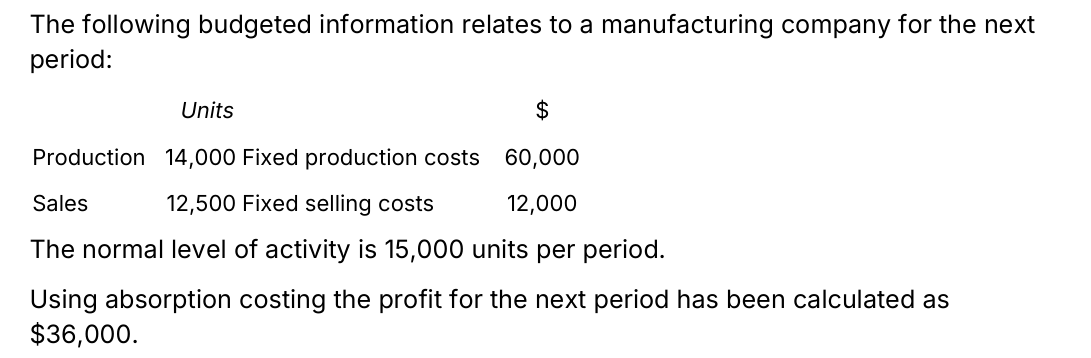 The following budgeted information relates to a manufacturing company for the next
period:
Units $
Production 14,000 Fixed production costs 60,000
Sales 12,500 Fixed selling costs 12,000
The normal level of activity is 15,000 units per period.
Using absorption costing the profit for the next period has been calculated as
$36,000.